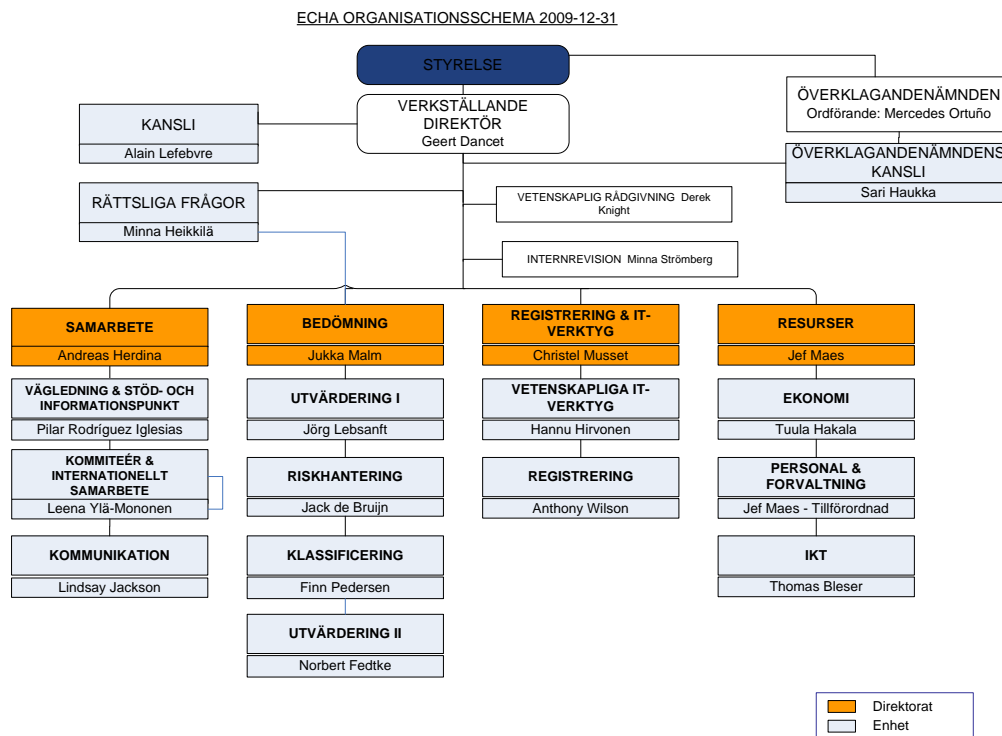 ECHA ORGANISATIONSSCHEMA 2009-12-31
STYRELSE
VERKSTÄLLANDE
DIREKTÖR
Geert Dancet
ÖVERKLAGANDENÄMNDEN
Ordförande: Mercedes Ortuño
KANSLI
Alain Lefebvre
ÖVERKLAGANDENÄMNDENS
KANSLI
Sari Haukka
RÄTTSLIGA FRÅGOR
Minna Heikkilä
VETENSKAPLIG RÅDGIVNING Derek
Knight
INTERNREVISION Minna Strömberg
SAMARBETE
Andreas Herdina
VÄGLEDNING & STÖD- OCH
INFORMATIONSPUNKT
Pilar Rodríguez Iglesias
KOMMITEÉR &
INTERNATIONELLT
SAMARBETE
Leena Ylä-Mononen
KOMMUNIKATION
Lindsay Jackson
BEDÖMNING
Jukka Malm
UTVÄRDERING I
Jörg Lebsanft
RISKHANTERING
Jack de Bruijn
KLASSIFICERING
Finn Pedersen
UTVÄRDERING II
Norbert Fedtke
REGISTRERING & IT-
VERKTYG
Christel Musset
VETENSKAPLIGA IT-
VERKTYG
Hannu Hirvonen
REGISTRERING
Anthony Wilson
RESURSER
Jef Maes
EKONOMI
Tuula Hakala
PERSONAL &
FORVALTNING
Jef Maes - Tillförordnad
IKT
Thomas Bleser
Direktorat
Enhet